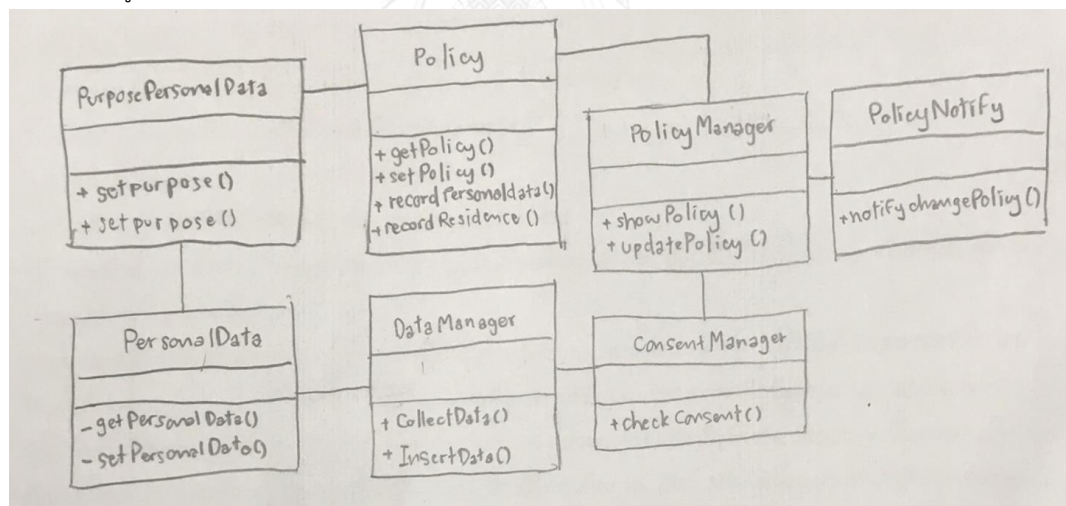 PurposePersonalData
+ setpurpose()
+ setpurpose()
Policy
+ getPolicy()
+ setPolicy()
+ recordPersonaldata()
+ recordResidence()
PolicyManager
+ showPolicy()
+ updatePolicy()
PolicyNotify
+notifychangePolicy()
PersonalData
- getPersonalData()
- setPersonalData()
DataManager
+ CollectData()
+ InsertData()
ConsentManager
+ checkConsent()